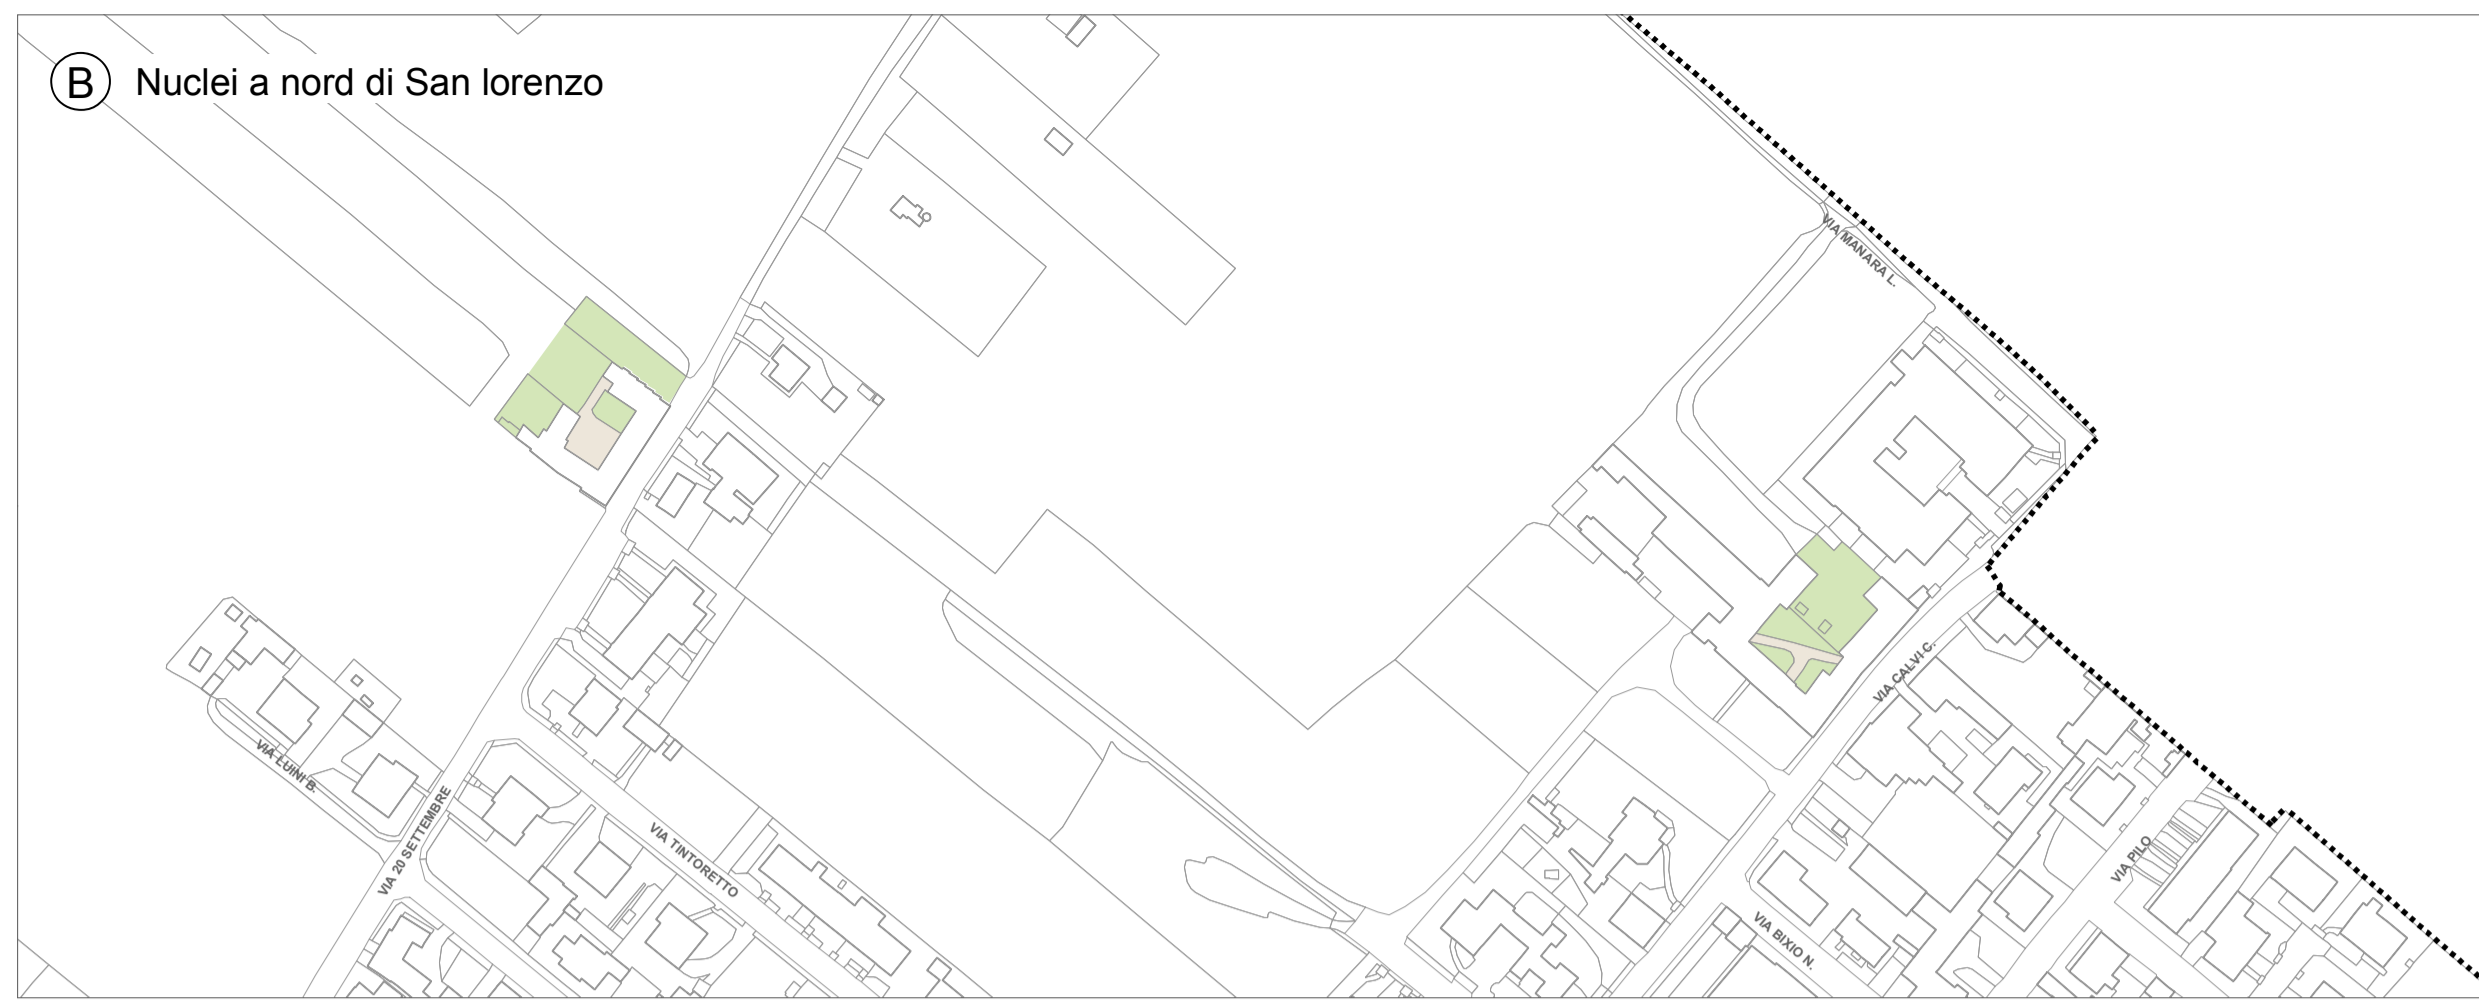 B Nuclei a nord di San lorenzo
VIA MANARA L.
VIA CALVI C.
VIA LUINI B.
VIA 20 SETTEMBRE
VIA TINTORETTO
VIA PILO
VIA BIXIO N.